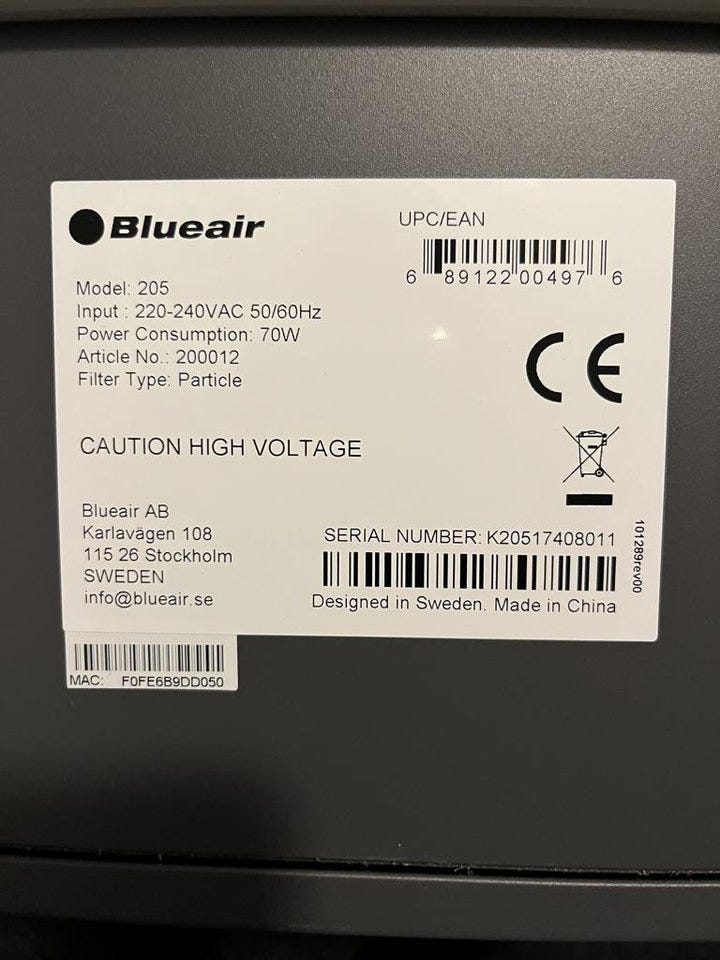 Blueair
UPC/EAN
6 89122 00497 6
Model: 205
Input : 220-240VAC 50/60Hz
Power Consumption: 70W
Article No.: 200012
Filter Type: Particle
CE
CAUTION HIGH VOLTAGE
Blueair AB
Karlavägen 108
115 26 Stockholm
SWEDEN
info@blueair.se
SERIAL NUMBER: K20517408011
Designed in Sweden. Made in China
101289rev00
MAC: F0FE6B9DD050